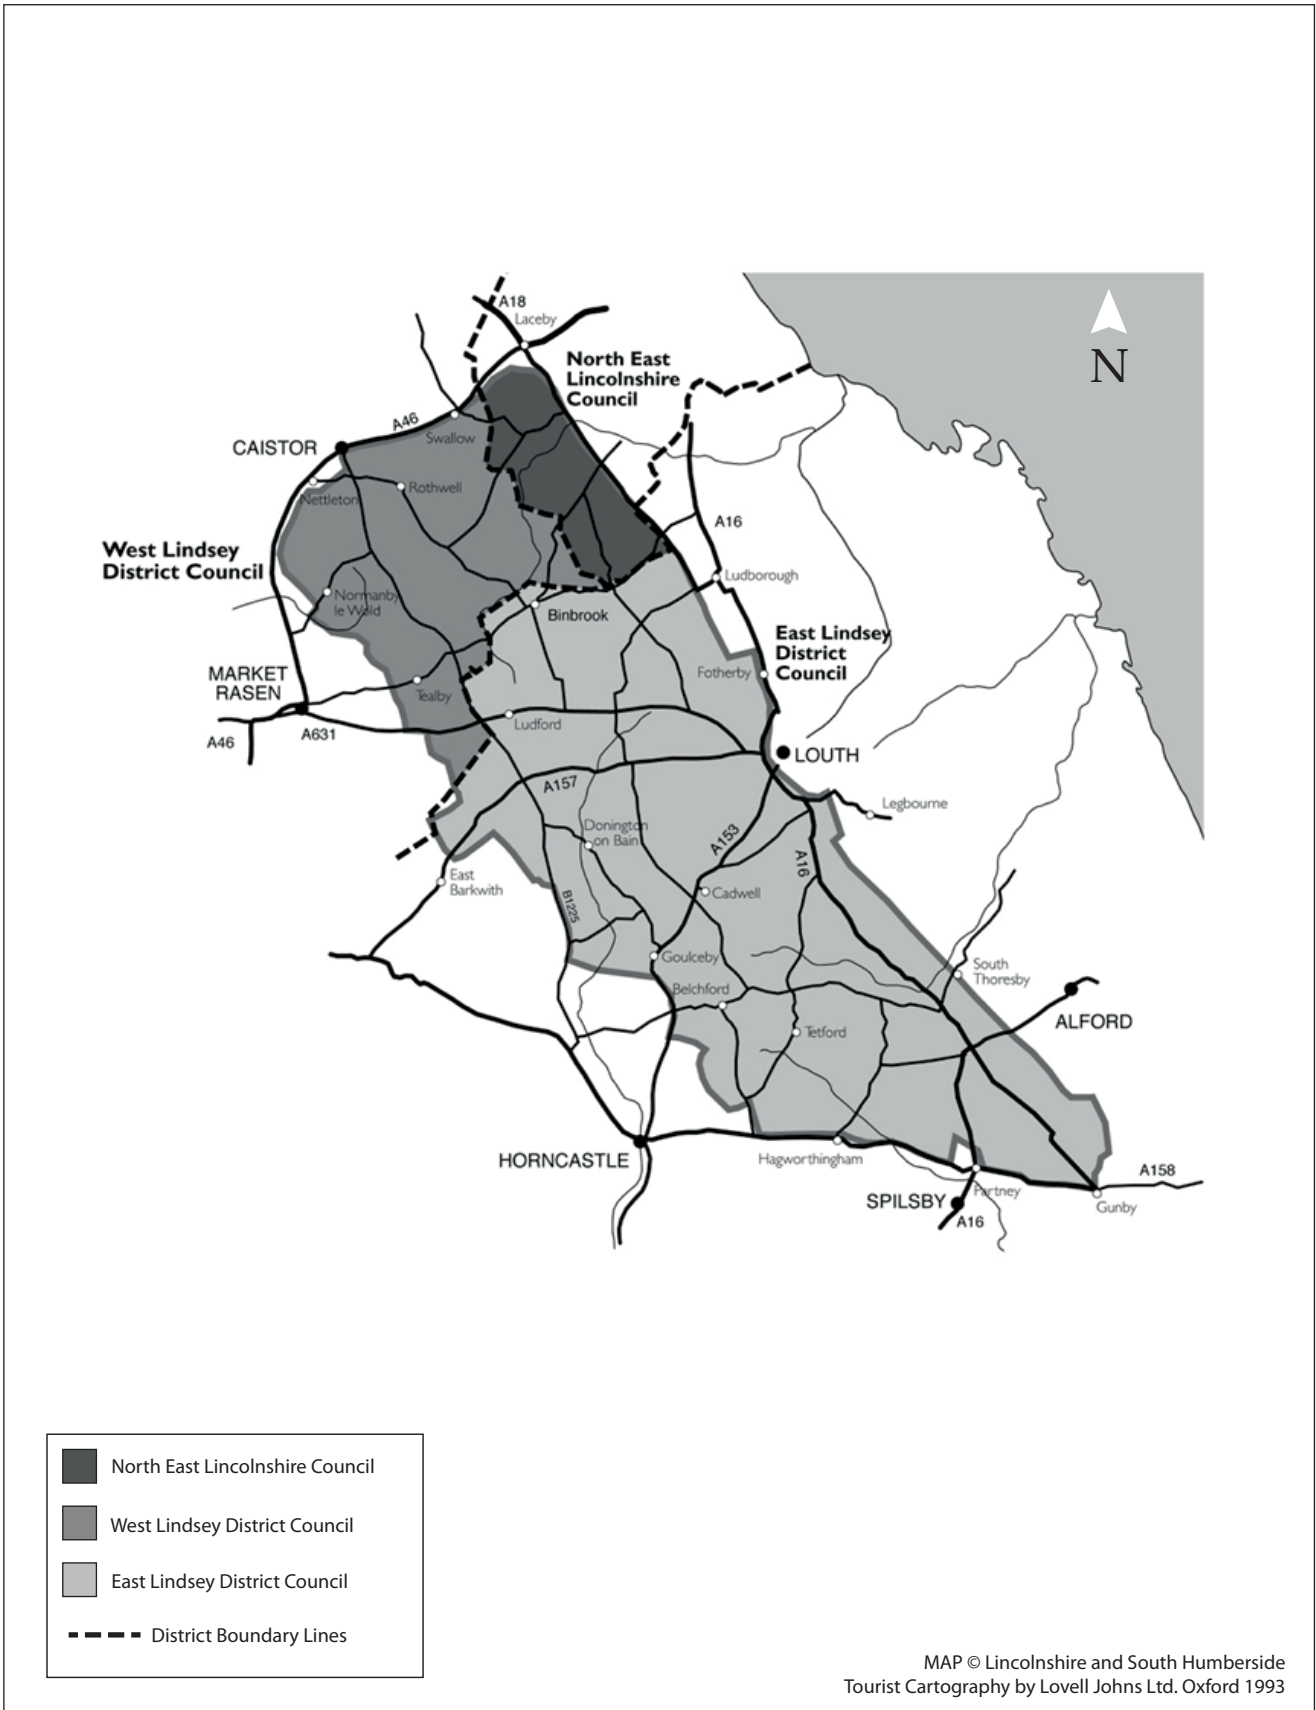 A18
Laceby
North East
Lincolnshire
Council
N
A46
Swallow
CAISTOR
Nettleton
Rothwell
A16
West Lindsey
District Council
Ludborough
Normanby
le Wold
Binbrook
East Lindsey
District
Council
Fotherby
MARKET
RASEN
Tealby
Ludford
A46
A631
LOUTH
A157
Legbourne
Donington
on Bain
A153
A16
East
Barkwith
B1225
Cadwell
Goulceby
South
Thoresby
Belchford
ALFORD
Tetford
HORNCASTLE
Hagworthingham
A158
SPILSBY
Partney
Gunby
A16
North East Lincolnshire Council
West Lindsey District Council
East Lindsey District Council
District Boundary Lines
MAP © Lincolnshire and South Humberside
Tourist Cartography by Lovell Johns Ltd. Oxford 1993